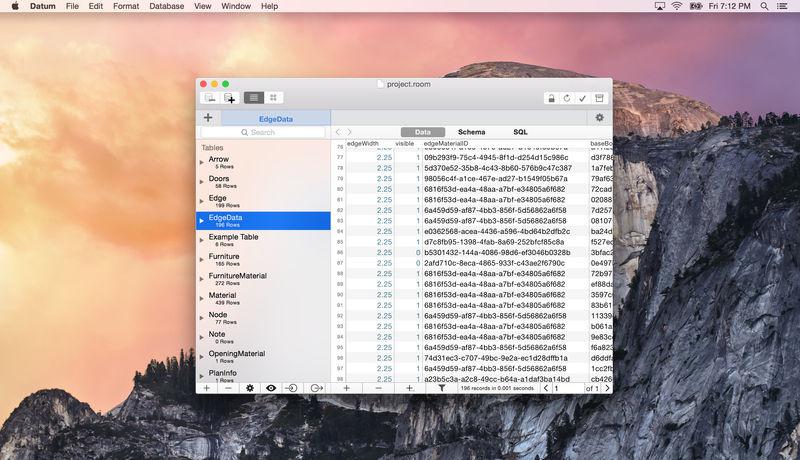 Datum File Edit Format Database View Window Help
Fri 7:12 PM
project.room
EdgeData
Search
Data Schema SQL
Tables
Arrow
5 Rows
Doors
58 Rows
Edge
199 Rows
EdgeData
196 Rows
Example Table
6 Rows
Furniture
165 Rows
FurnitureMaterial
272 Rows
Material
439 Rows
Node
77 Rows
Note
0 Rows
OpeningMaterial
1 Rows
PlanInfo
1 Rows
edgeWidth visible edgeMaterialID baseBo
76 2.25 1
77 2.25 1 09b293f9-75c4-4945-8f1d-d254d15c986c d3f786
78 2.25 1 5d370e52-35b8-4c43-8b60-576b9c47c387 1a7feb
79 2.25 1 98056c4f-a1ce-467e-ad27-b1549f05b67a 79af63
80 2.25 1 6816f53d-ea4a-48aa-a7bf-e34805a6f682 72cad
81 2.25 1 6816f53d-ea4a-48aa-a7bf-e34805a6f682 02088
82 2.25 1 6a459d59-af87-4bb3-856f-5d56862a6f58 7d257
83 2.25 1 6a459d59-af87-4bb3-856f-5d56862a6f58 08107
84 2.25 1 e0362568-acea-4436-a596-4bd64b2dfb2c ba24d
85 2.25 1 d7c8fb95-1398-4fab-8a69-252bfcf85c8a f527ec
86 2.25 0 b5301432-144a-4086-98d6-ef3046b0328b 3bfac2
87 2.25 0 2afd710c-8eca-4865-933f-c43ae2f6790c 0e497
88 2.25 1 6816f53d-ea4a-48aa-a7bf-e34805a6f682 72b97
89 2.25 1 6816f53d-ea4a-48aa-a7bf-e34805a6f682 ef88da
90 2.25 1 6816f53d-ea4a-48aa-a7bf-e34805a6f682 3597c
91 2.25 1 6816f53d-ea4a-48aa-a7bf-e34805a6f682 83b61
92 2.25 1 6a459d59-af87-4bb3-856f-5d56862a6f58 11339
93 2.25 1 6816f53d-ea4a-48aa-a7bf-e34805a6f682 b061a
94 2.25 1 6816f53d-ea4a-48aa-a7bf-e34805a6f682 9e83c
95 2.25 1 6a459d59-af87-4bb3-856f-5d56862a6f58 f6a823
96 2.25 1 74d31ec3-c707-49bc-9e2a-ec1d28dffb1a d6ddfa
97 2.25 1 6a459d59-af87-4bb3-856f-5d56862a6f58 1cc2fb
98 2.25 1 a23b5c3a-a2c8-49cc-b64a-a1daf3ba14bd cb426
196 records in 0.001 seconds 1 of 1